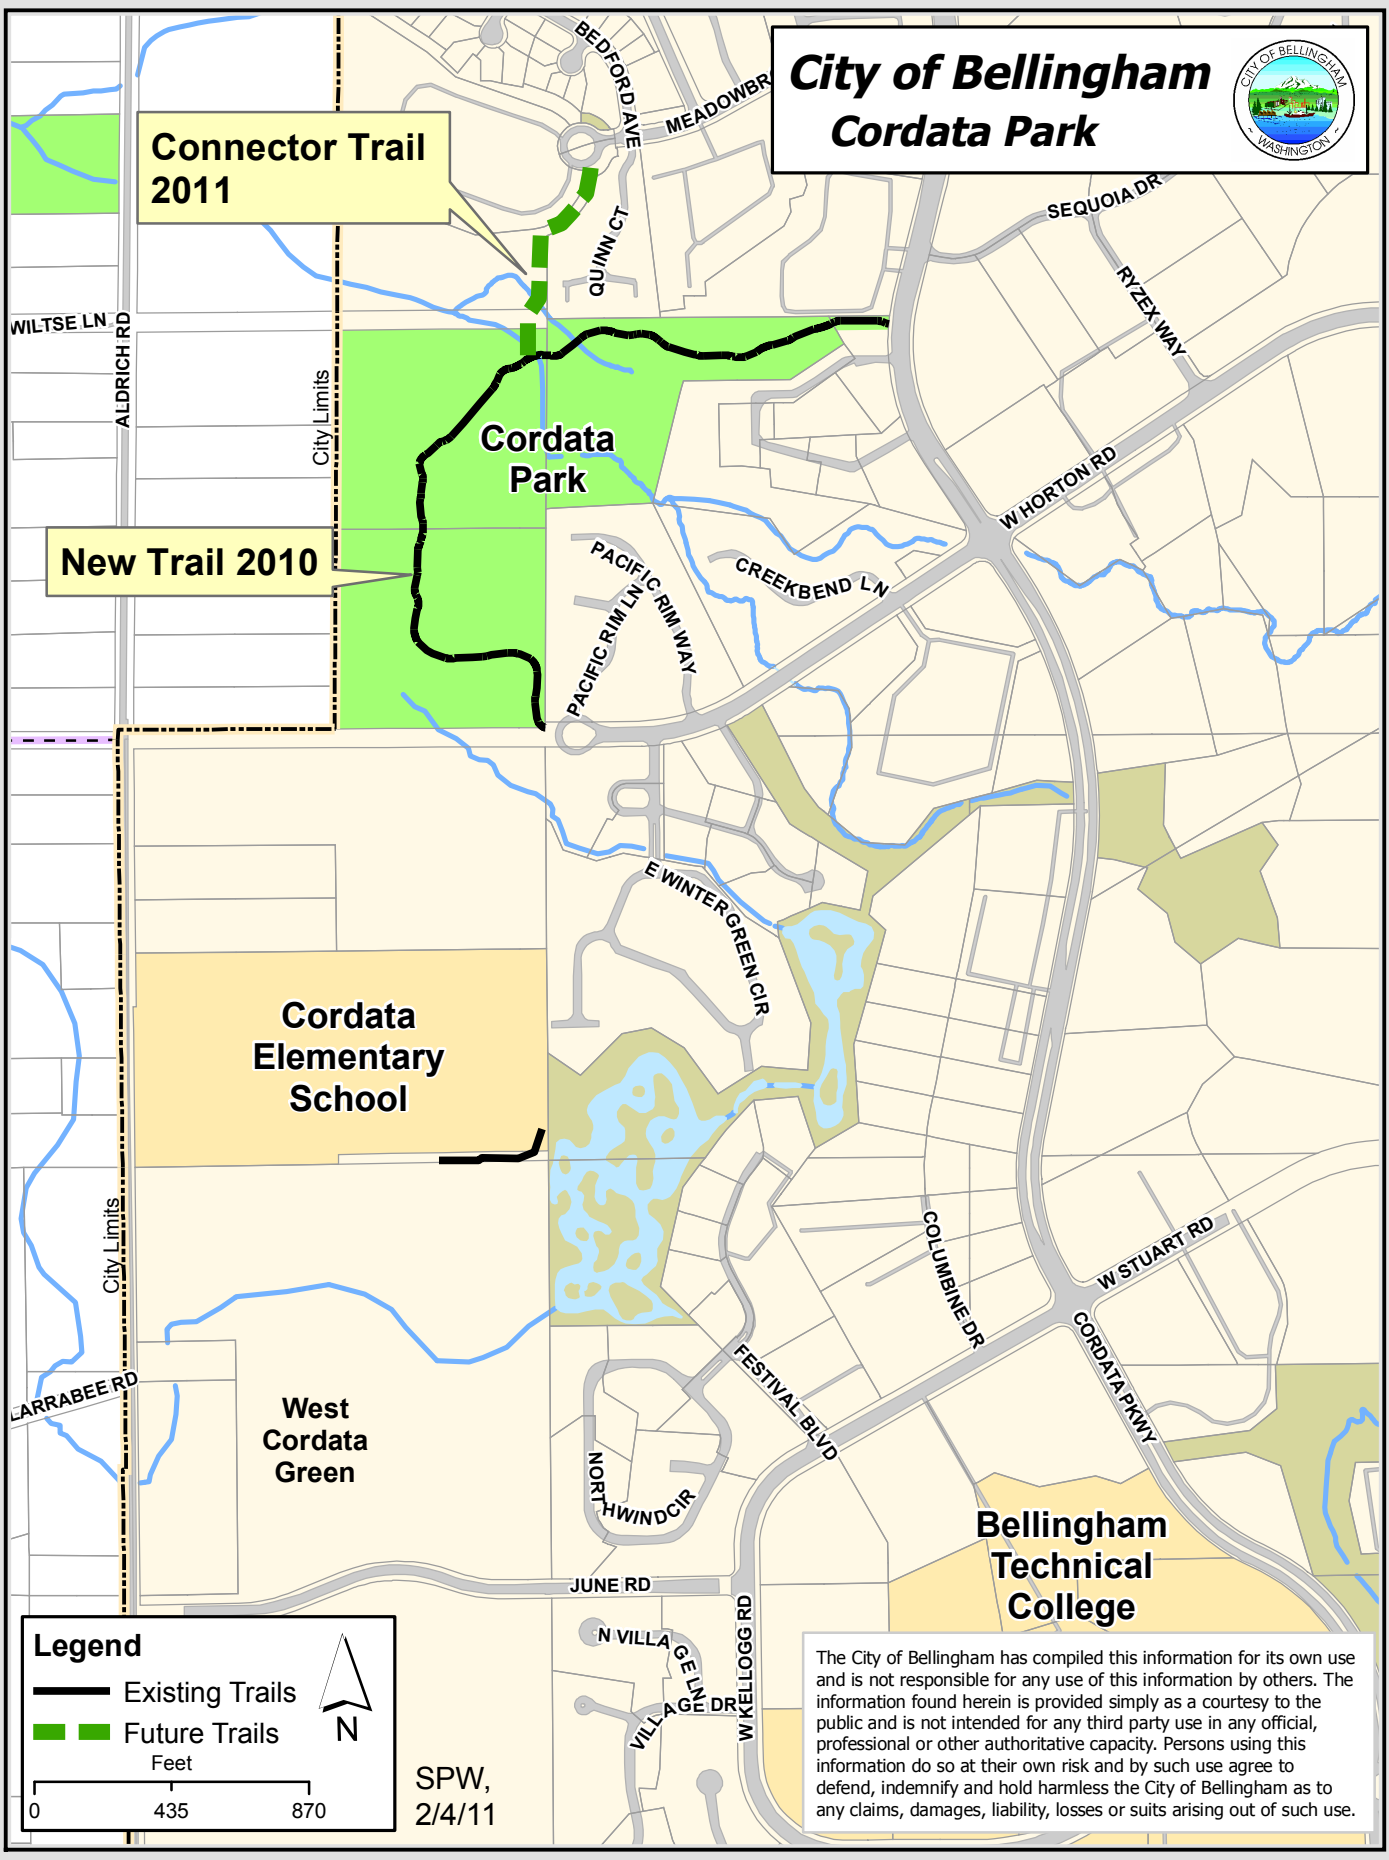 City of Bellingham
Cordata Park
CITY OF BELLINGHAM
~ WASHINGTON ~
BEDFORD AVE
MEADOWBR
Connector Trail
2011
SEQUOIA DR
QUINN CT
RYZEX WAY
WILTSE LN
ALDRICH RD
City Limits
Cordata
Park
W HORTON RD
New Trail 2010
PACIFIC RIM WAY
CREEKBEND LN
PACIFIC RIM LN
E WINTERGREEN CIR
Cordata
Elementary
School
City Limits
COLUMBINE DR
W STUART RD
CORDATA PKWY
FESTIVAL BLVD
LARRABEE RD
West
Cordata
Green
NORTHWIND CIR
Bellingham
Technical
College
JUNE RD
W KELLOGG RD
N VILLAGE LN
VILLAGE DR
Legend
Existing Trails
Future Trails
N
Feet
0 435 870
SPW,
2/4/11
The City of Bellingham has compiled this information for its own use
and is not responsible for any use of this information by others. The
information found herein is provided simply as a courtesy to the
public and is not intended for any third party use in any official,
professional or other authoritative capacity. Persons using this
information do so at their own risk and by such use agree to
defend, indemnify and hold harmless the City of Bellingham as to
any claims, damages, liability, losses or suits arising out of such use.